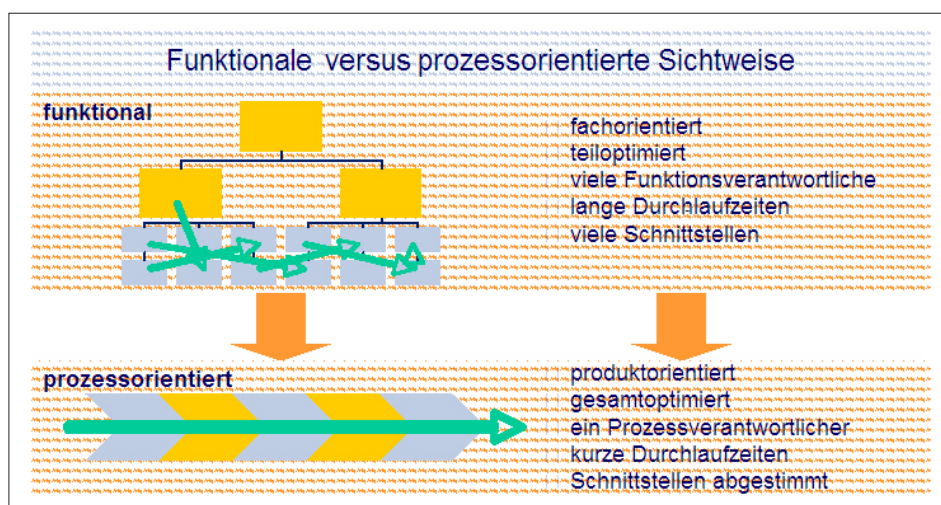 Funktionale versus prozessorientierte Sichtweise
funktional
fachorientiert
teiloptimiert
viele Funktionsverantwortliche
lange Durchlaufzeiten
viele Schnittstellen
prozessorientiert
produktorientiert
gesamtoptimiert
ein Prozessverantwortlicher
kurze Durchlaufzeiten
Schnittstellen abgestimmt